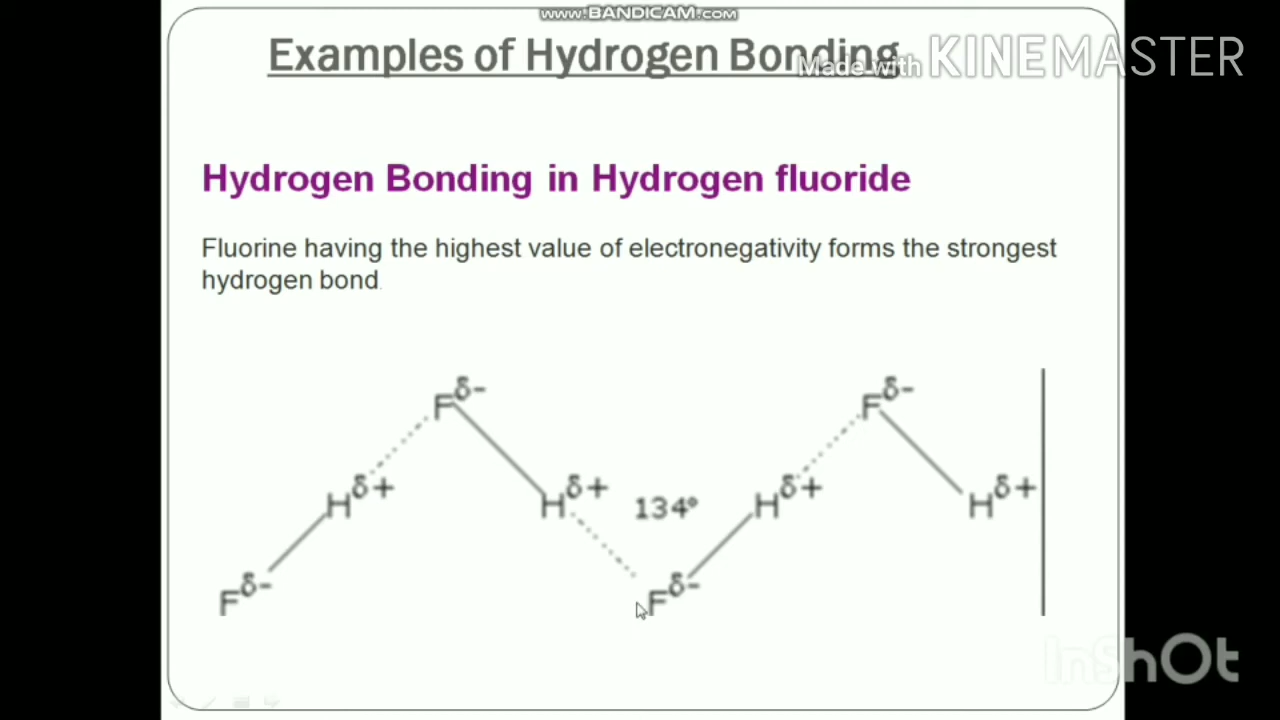 www.BANDICAM.com
Examples of Hydrogen Bonding
Made with KINEMASTER
Hydrogen Bonding in Hydrogen fluoride
Fluorine having the highest value of electronegativity forms the strongest
hydrogen bond.
Fδ- Fδ-
Hδ+ Hδ+ 134° Hδ+ Hδ+
Fδ- Fδ-
InShOt